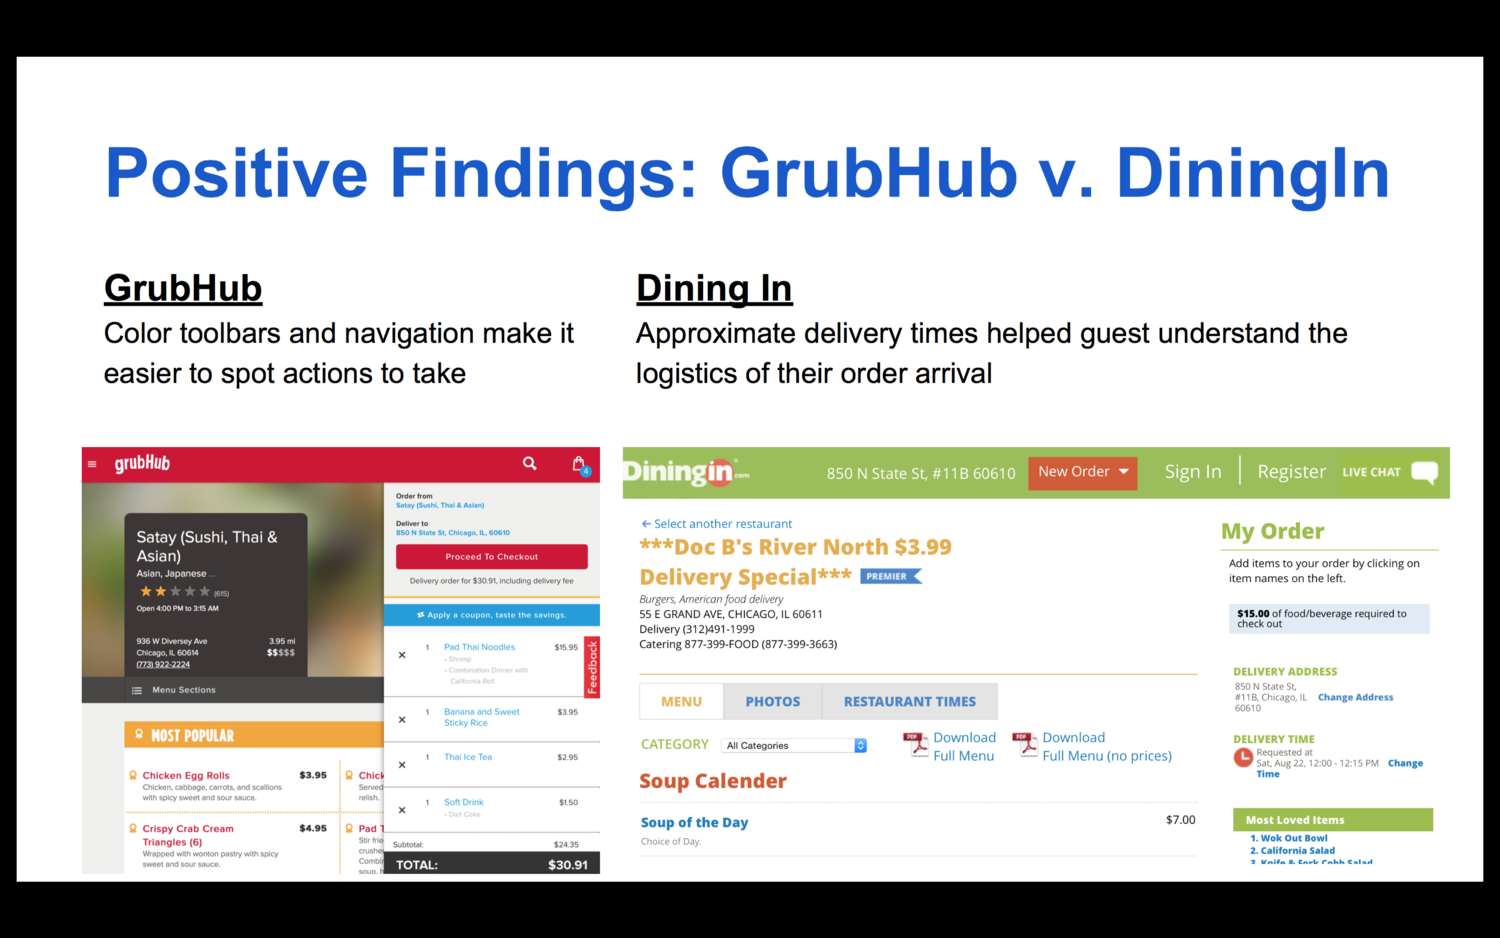 Positive Findings: GrubHub v. DiningIn
GrubHub
Color toolbars and navigation make it
easier to spot actions to take
Dining In
Approximate delivery times helped guest understand the
logistics of their order arrival
grubHub
4
Satay (Sushi, Thai &
Asian)
Asian, Japanese
(615)
Open 4:00 PM to 3:15 AM
936 W Diversey Ave
3.95 mi
Chicago, IL 60614
$$$$$
(773) 922-2224
Menu Sections
MOST POPULAR
Chicken Egg Rolls
$3.95
Chicken, cabbage, carrots, and scallions
with spicy sweet and sour sauce.
Crispy Crab Cream
$4.95
Triangles (6)
Wrapped with wonton pastry with spicy
sweet and sour sauce.
Chick
Served
relish.
Pad T
Stir frie
crushe
Combi
soup,
Order from
Satay (Sushi, Thai & Asian)
Deliver to
850 N State St, Chicago, IL, 60610
Proceed To Checkout
Delivery order for $30.91, including delivery fee
Apply a coupon, taste the savings.
1 Pad Thai Noodles $15.95
- Shrimp
- Combination Dinner with
California Roll
1 Banana and Sweet $3.95
Sticky Rice
1 Thai Ice Tea $2.95
1 Soft Drink $1.50
- Diet Coke
Subtotal: $24.35
TOTAL: $30.91
Feedback
Diningin.com
850 N State St, #11B 60610
New Order
Sign In
Register
LIVE CHAT
← Select another restaurant
***Doc B's River North $3.99
Delivery Special***
PREMIER
Burgers, American food delivery
55 E GRAND AVE, CHICAGO, IL 60611
Delivery (312)491-1999
Catering 877-399-FOOD (877-399-3663)
MENU
PHOTOS
RESTAURANT TIMES
CATEGORY
All Categories
PDF
Download
Full Menu
PDF
Download
Full Menu (no prices)
Soup Calender
Soup of the Day
$7.00
Choice of Day.
My Order
Add items to your order by clicking on
item names on the left.
$15.00 of food/beverage required to
check out
DELIVERY ADDRESS
850 N State St,
#11B, Chicago, IL
60610
Change Address
DELIVERY TIME
Requested at
Sat, Aug 22, 12:00 - 12:15 PM Change
Time
Most Loved Items
1. Wok Out Bowl
2. California Salad
3. Knife & Fork Cobb Salad